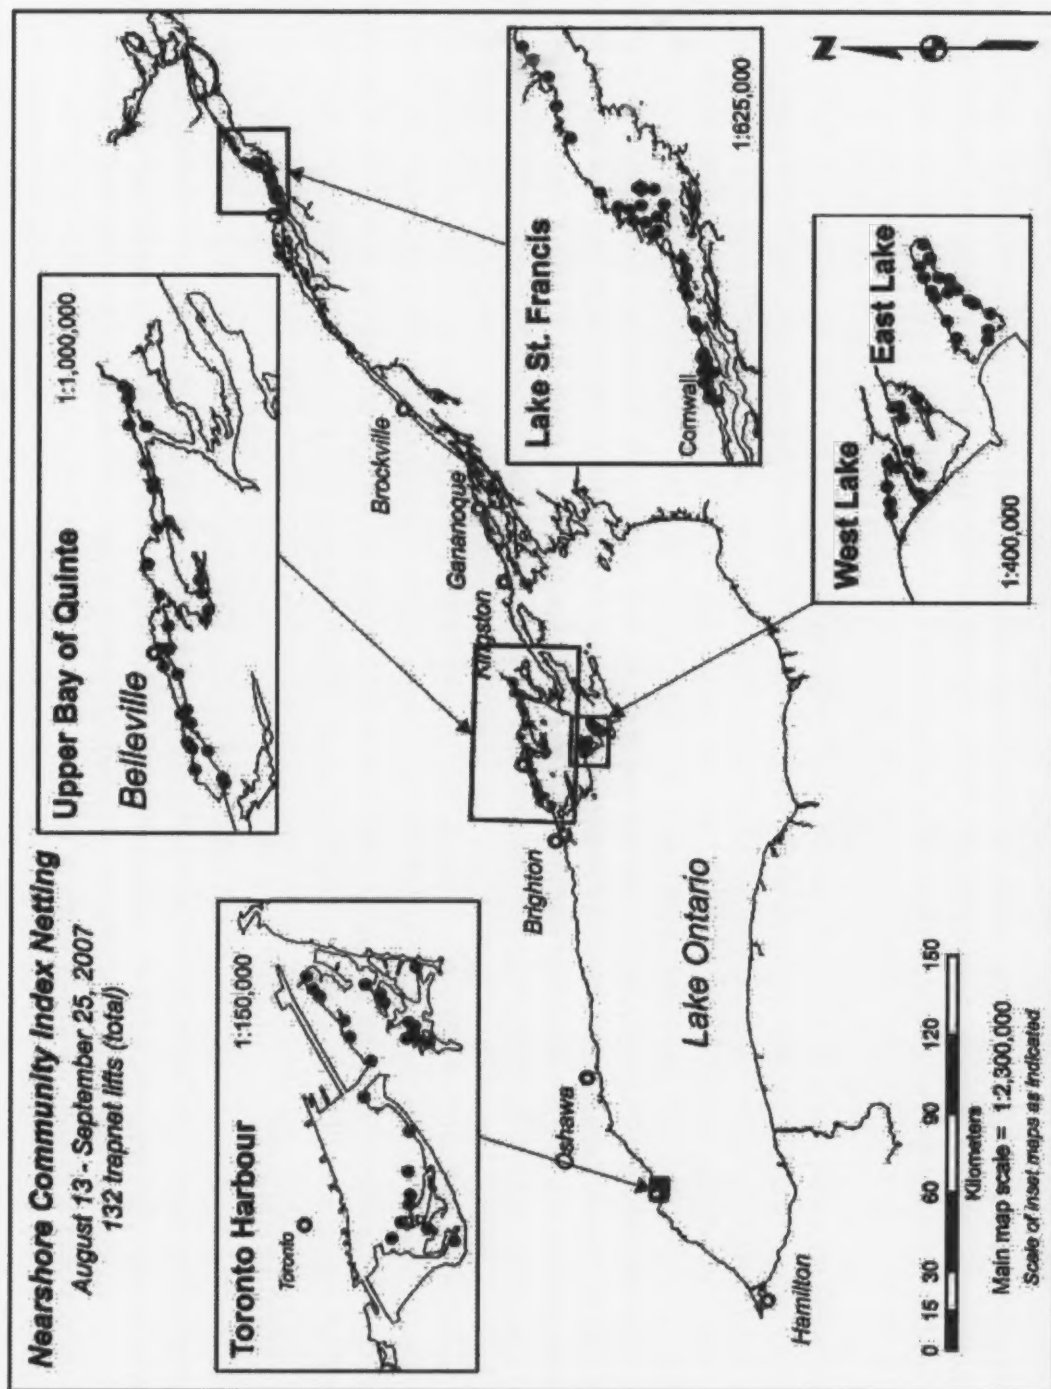 Nearshore Community Index Netting
August 13 - September 25, 2007
132 trapnet lifts (total)
Toronto Harbour
1:150,000
Toronto
Upper Bay of Quinte
1:1,000,000
Belleville
N
Lake St. Francis
1:625,000
Cornwall
West Lake
East Lake
1:400,000
Brockville
Gananoque
Kingston
Brighton
Oshawa
Hamilton
Lake Ontario
0 15 30 60 90 120 150
Kilometers
Main map scale = 1:2,300,000
Scale of inset maps as indicated